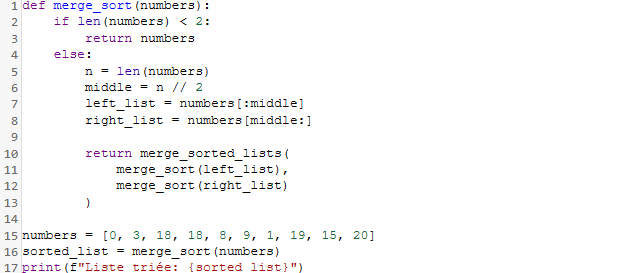 1 def merge_sort(numbers):
2     if len(numbers) < 2:
3         return numbers
4     else:
5         n = len(numbers)
6         middle = n // 2
7         left_list = numbers[:middle]
8         right_list = numbers[middle:]
9
10         return merge_sorted_lists(
11             merge_sort(left_list),
12             merge_sort(right_list)
13         )
14
15 numbers = [0, 3, 18, 18, 8, 9, 1, 19, 15, 20]
16 sorted_list = merge_sort(numbers)
17 print(f"Liste triée: {sorted_list}")